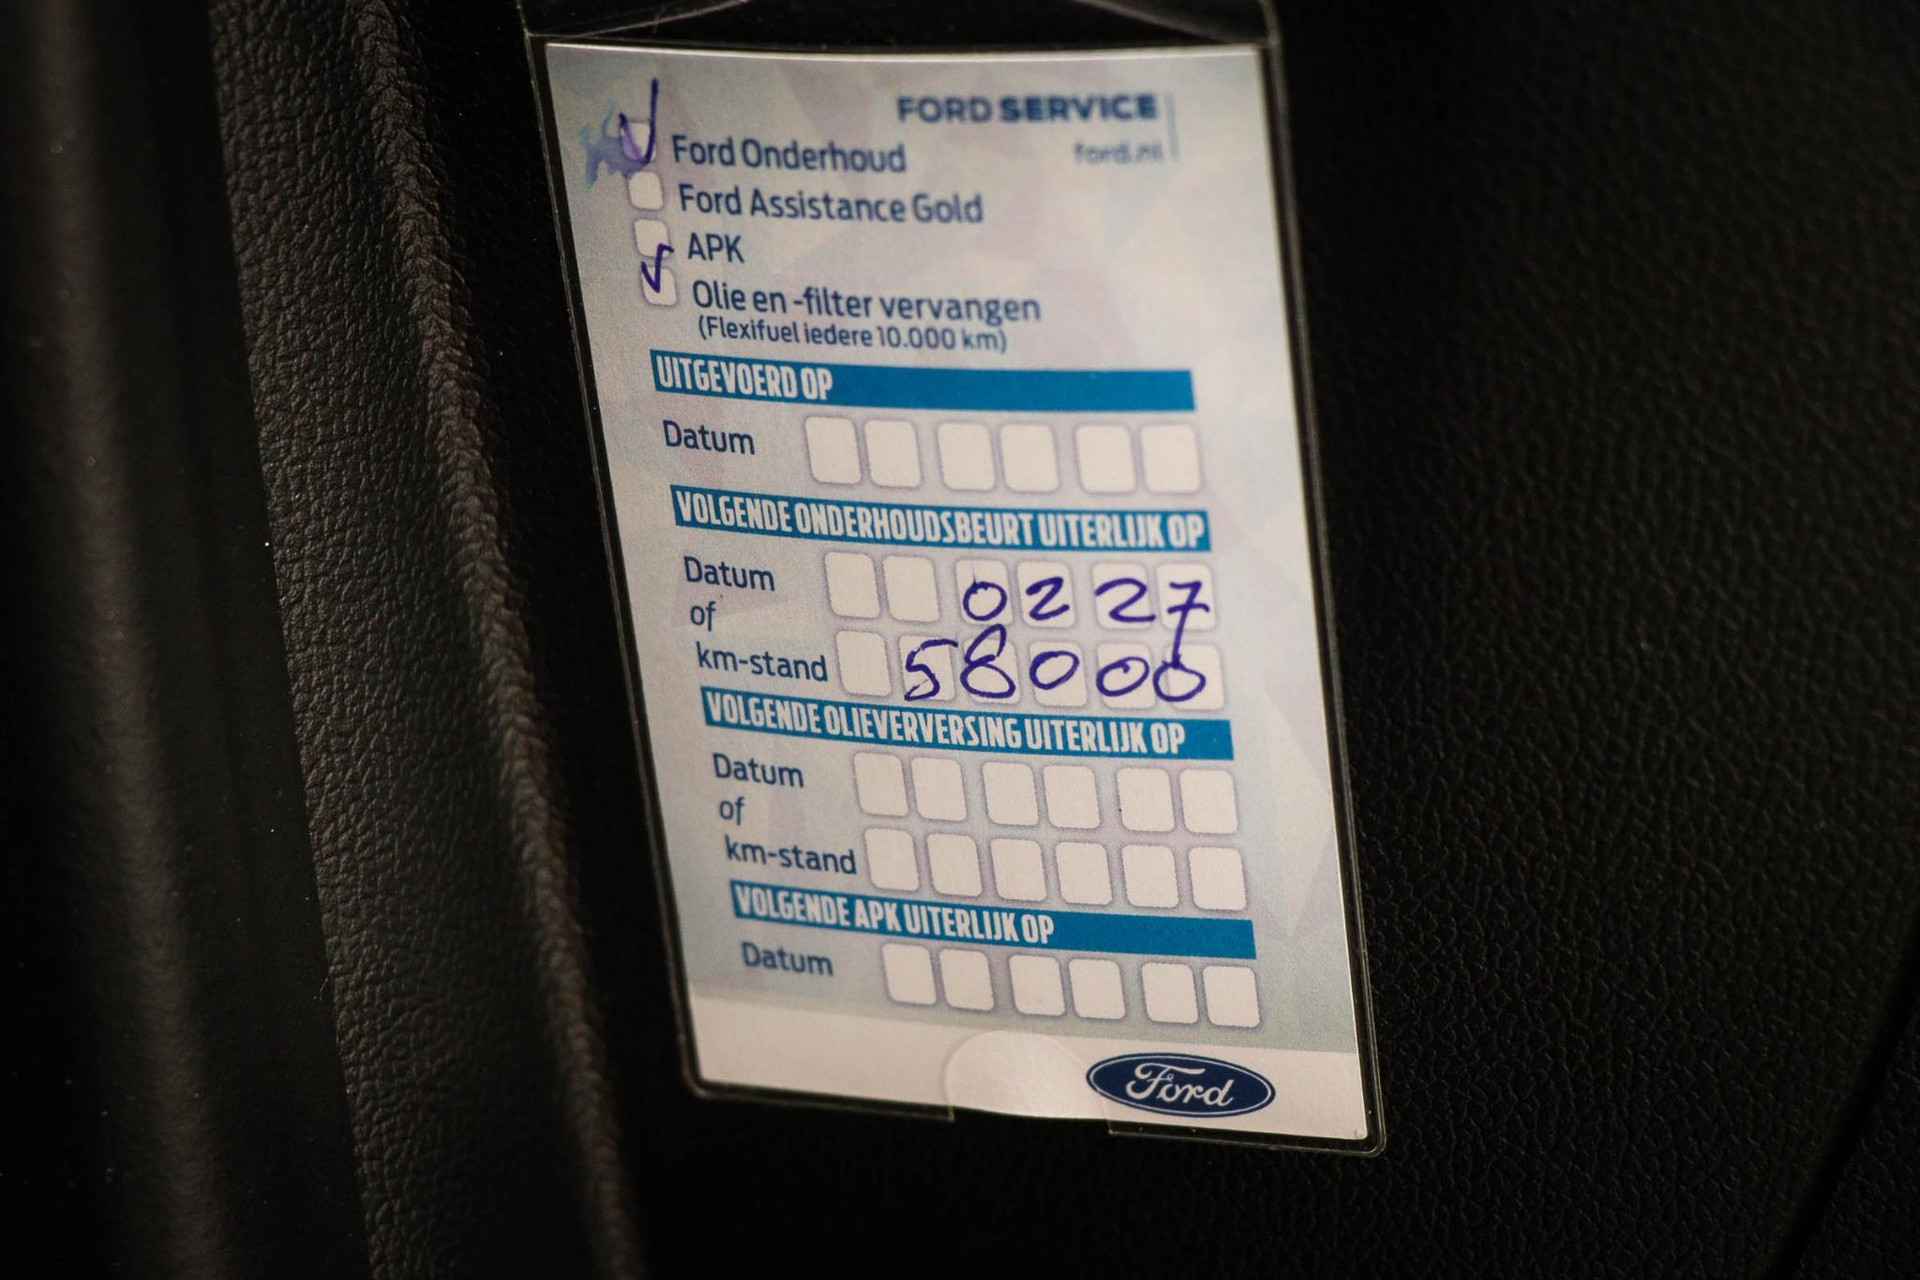 FORD SERVICE
ford.nl
Ford Onderhoud
Ford Assistance Gold
APK
Olie en -filter vervangen
(Flexifuel iedere 10.000 km)
UITGEVOERD OP
Datum
VOLGENDE ONDERHOUDSBEURT UITERLIJK OP
Datum 0227
of
km-stand 58000
VOLGENDE OLIEVERVERSING UITERLIJK OP
Datum
of
km-stand
VOLGENDE APK UITERLIJK OP
Datum
Ford